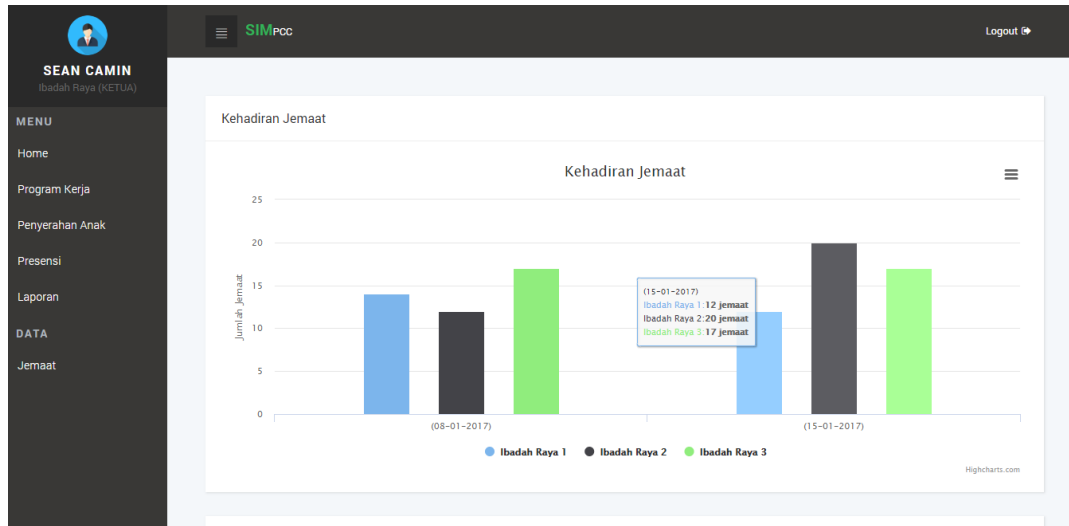 SEAN CAMIN
Ibadah Raya (KETUA)
MENU
Home
Program Kerja
Penyerahan Anak
Presensi
Laporan
DATA
Jemaat
SIMPCC
Logout
Kehadiran Jemaat
Kehadiran Jemaat
Jumlah Jemaat
25
20
15
10
5
0
(15-01-2017)
Ibadah Raya 1:12 jemaat
Ibadah Raya 2:20 jemaat
Ibadah Raya 3:17 jemaat
(08-01-2017)
(15-01-2017)
Ibadah Raya 1
Ibadah Raya 2
Ibadah Raya 3
Highcharts.com